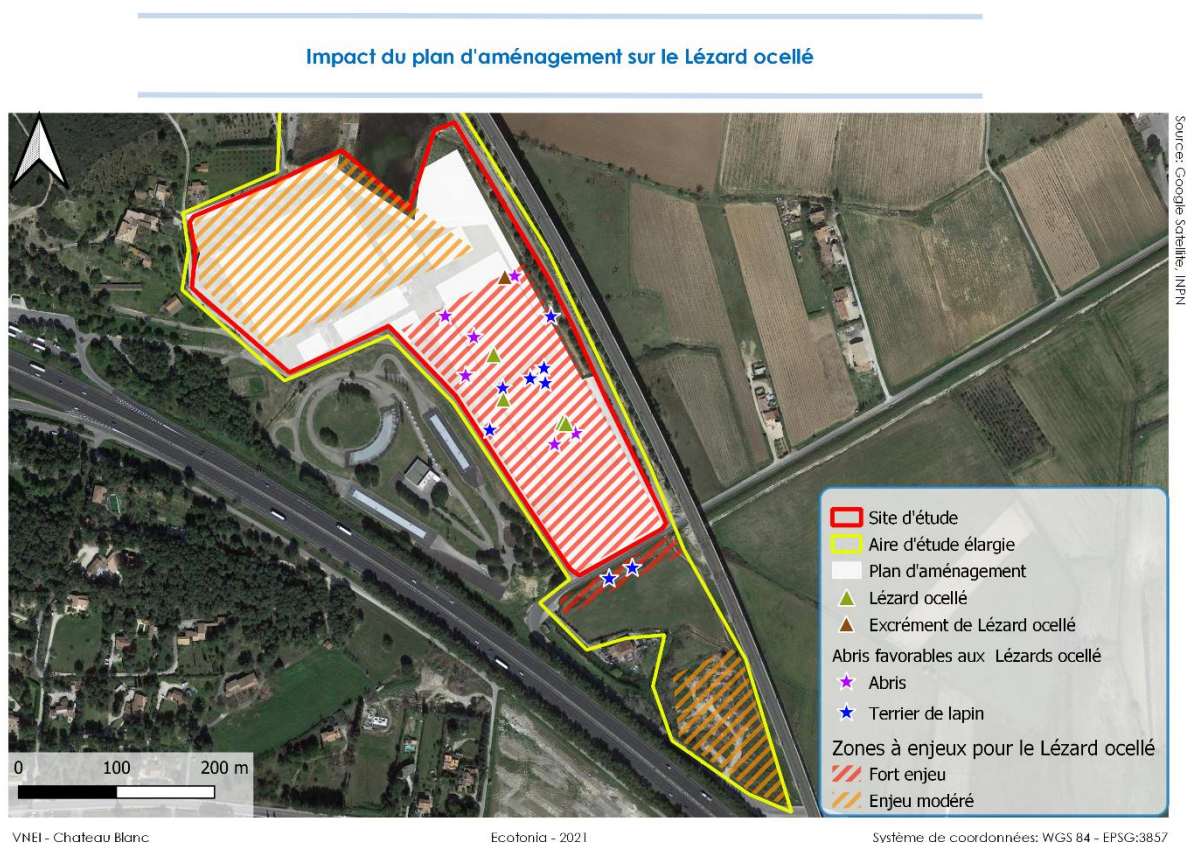 Impact du plan d'aménagement sur le Lézard ocellé
Source: Google Satellite, INPN
Site d'étude
Aire d'étude élargie
Plan d'aménagement
Lézard ocellé
Excrément de Lézard ocellé
Abris favorables aux Lézards ocellé
Abris
Terrier de lapin
Zones à enjeux pour le Lézard ocellé
Fort enjeu
Enjeu modéré
0 100 200 m
VNEI - Chateau Blanc
Ecotonia - 2021
Système de coordonnées: WGS 84 - EPSG:3857